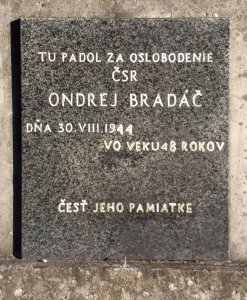 TU PADOL ZA OSLOBODENIE
ČSR
ONDREJ BRADÁČ
DŇA 30.VIII.1944
VO VEKU 48 ROKOV
ČESŤ JEHO PAMIATKE